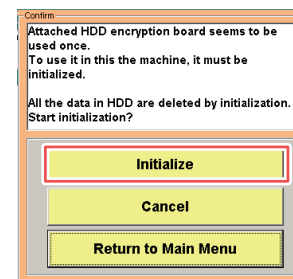 Confirm
Attached HDD encryption board seems to be
used once.
To use it in this the machine, it must be
initialized.
All the data in HDD are deleted by initialization.
Start initialization?
Initialize
Cancel
Return to Main Menu